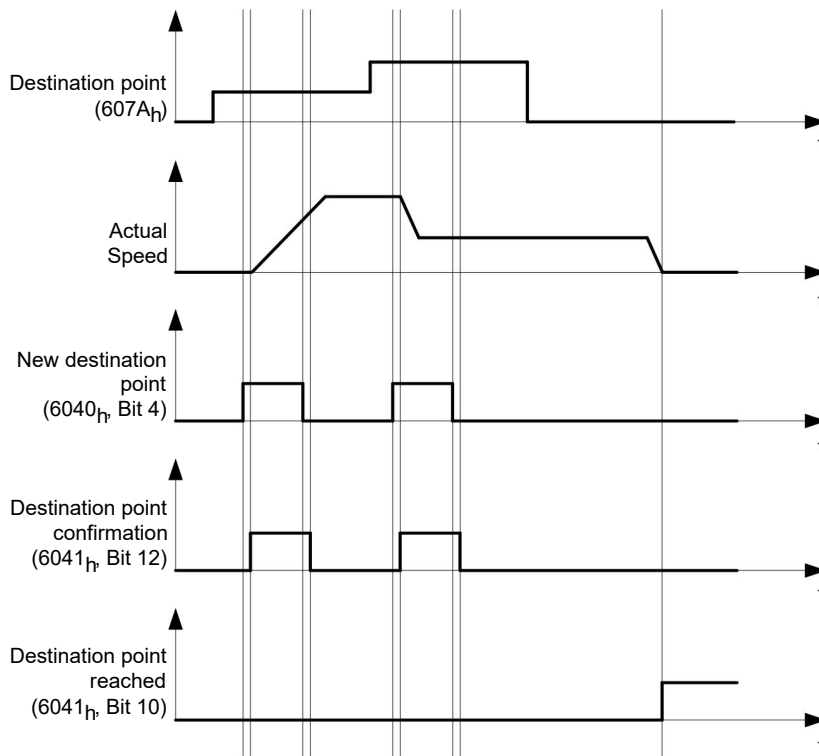 Destination point
(607Ah)
Actual
Speed
New destination
point
(6040h, Bit 4)
Destination point
confirmation
(6041h, Bit 12)
Destination point
reached
(6041h, Bit 10)